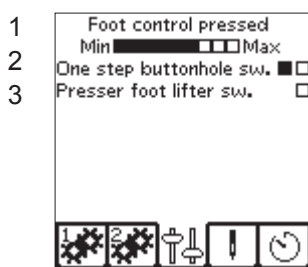 1 Foot control pressed
Min Max
2 One step buttonhole sw.
3 Presser foot lifter sw.
1 2